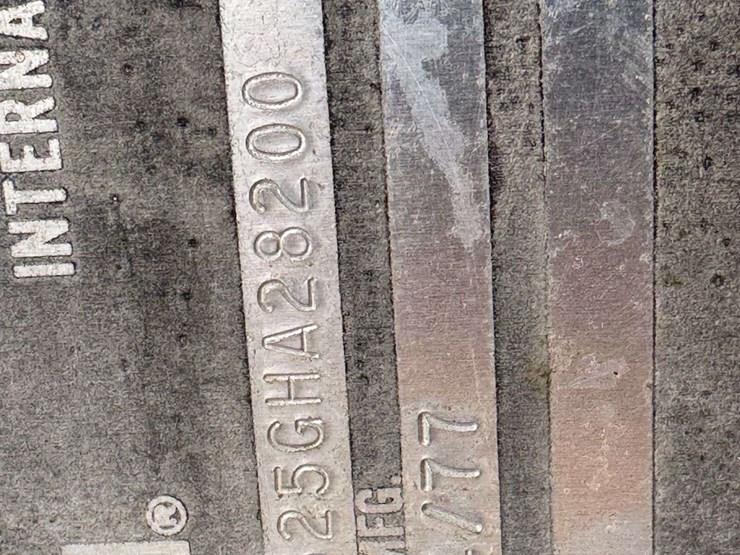 INTERNA
®
25GHA28200
MFG.
/77